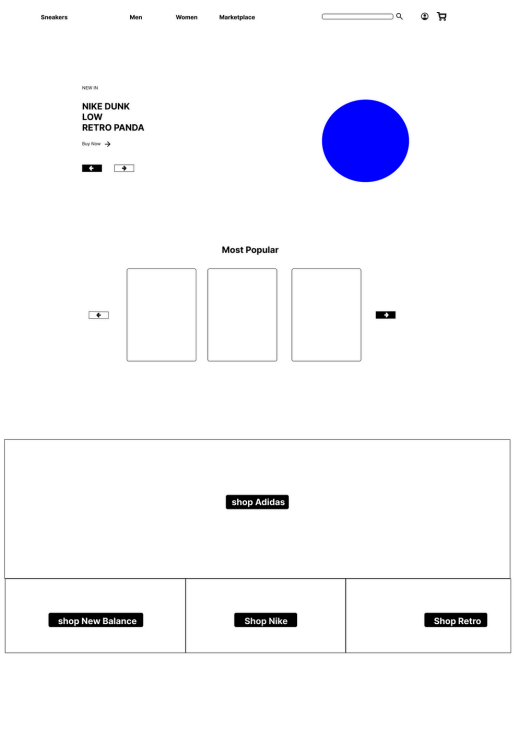 Sneakers
Men
Women
Marketplace
NEW IN
NIKE DUNK
LOW
RETRO PANDA
Buy Now
Most Popular
shop Adidas
shop New Balance
Shop Nike
Shop Retro